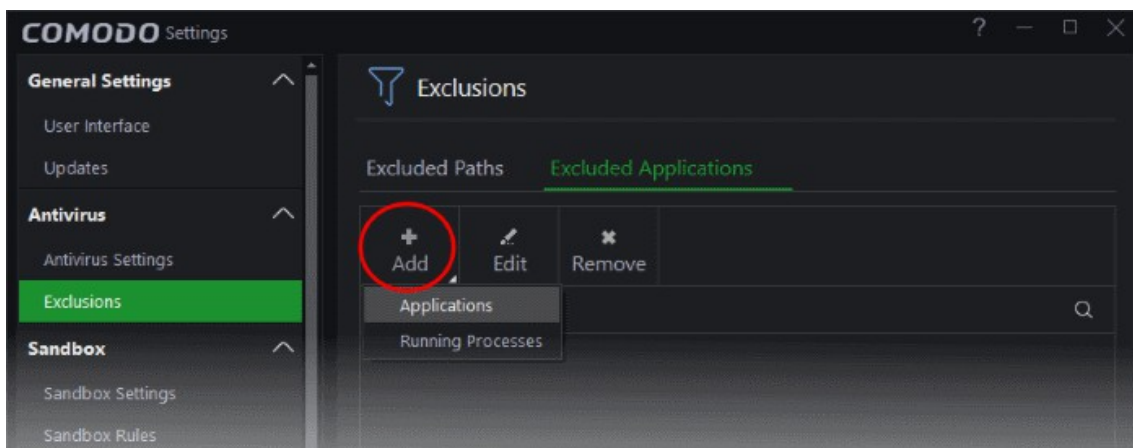 COMODO Settings
?
General Settings
User Interface
Updates
Antivirus
Antivirus Settings
Exclusions
Sandbox
Sandbox Settings
Sandbox Rules
Exclusions
Excluded Paths Excluded Applications
Add Edit Remove
Applications
Running Processes